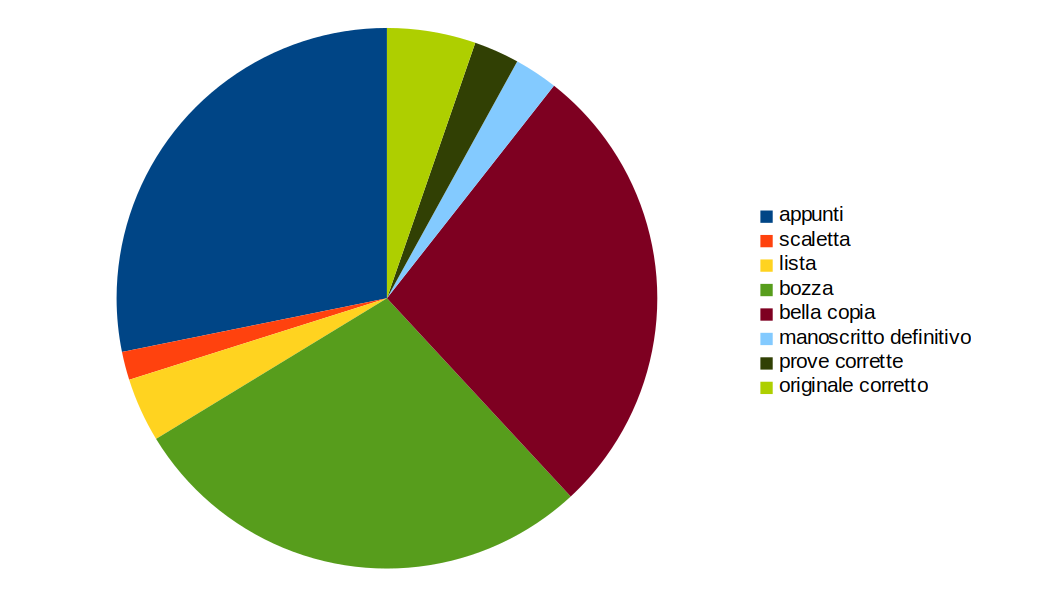 appunti
scaletta
lista
bozza
bella copia
manoscritto definitivo
prove corrette
originale corretto